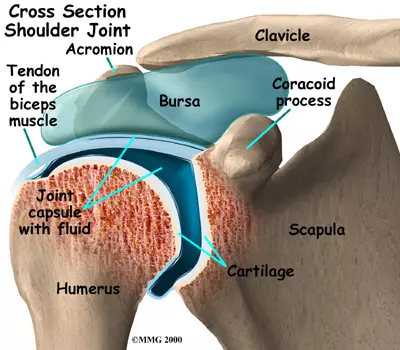 Cross Section
Shoulder Joint
Acromion
Clavicle
Tendon
of the
biceps
muscle
Bursa
Coracoid
process
Joint
capsule
with fluid
Scapula
Cartilage
Humerus
©MMG 2000